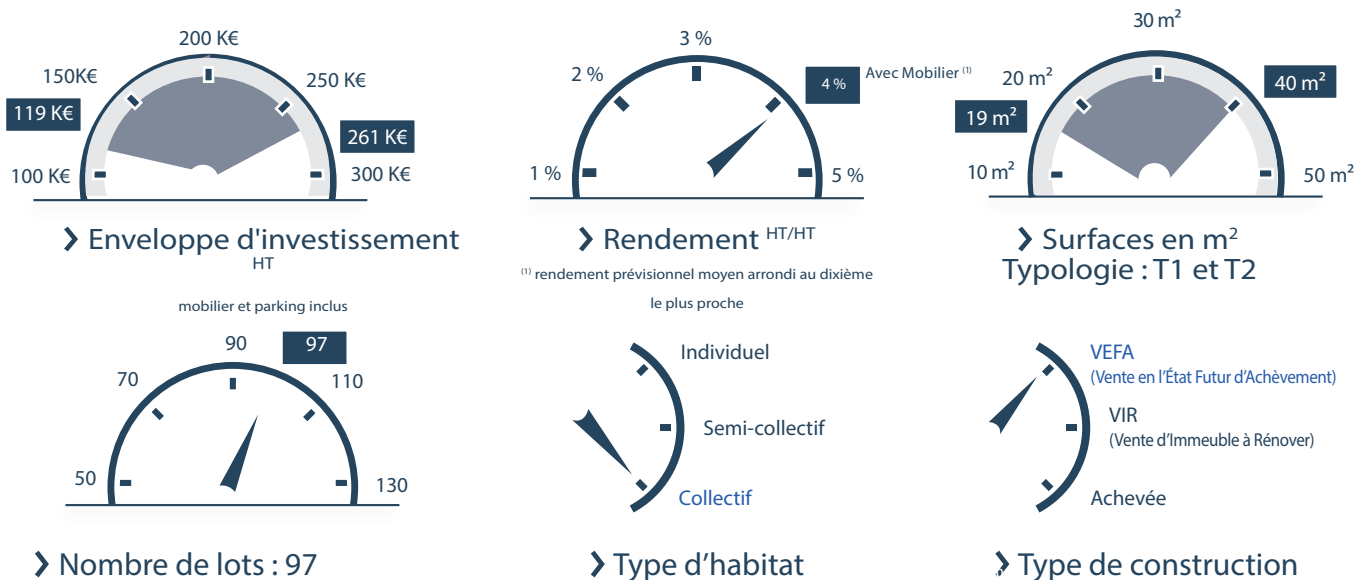 200 K€
150K€
250 K€
119 K€
261 K€
100 K€
300 K€
❯ Enveloppe d'investissement
HT
mobilier et parking inclus
3 %
2 %
4 %
Avec Mobilier (1)
1 %
5 %
❯ Rendement HT/HT
(1) rendement prévisionnel moyen arrondi au dixième
le plus proche
30 m²
20 m²
40 m²
19 m²
10 m²
50 m²
❯ Surfaces en m²
Typologie : T1 et T2
90
97
70
110
50
130
❯ Nombre de lots : 97
Individuel
Semi-collectif
Collectif
❯ Type d’habitat
VEFA
(Vente en l’État Futur d’Achèvement)
VIR
(Vente d’Immeuble à Rénover)
Achevée
❯ Type de construction